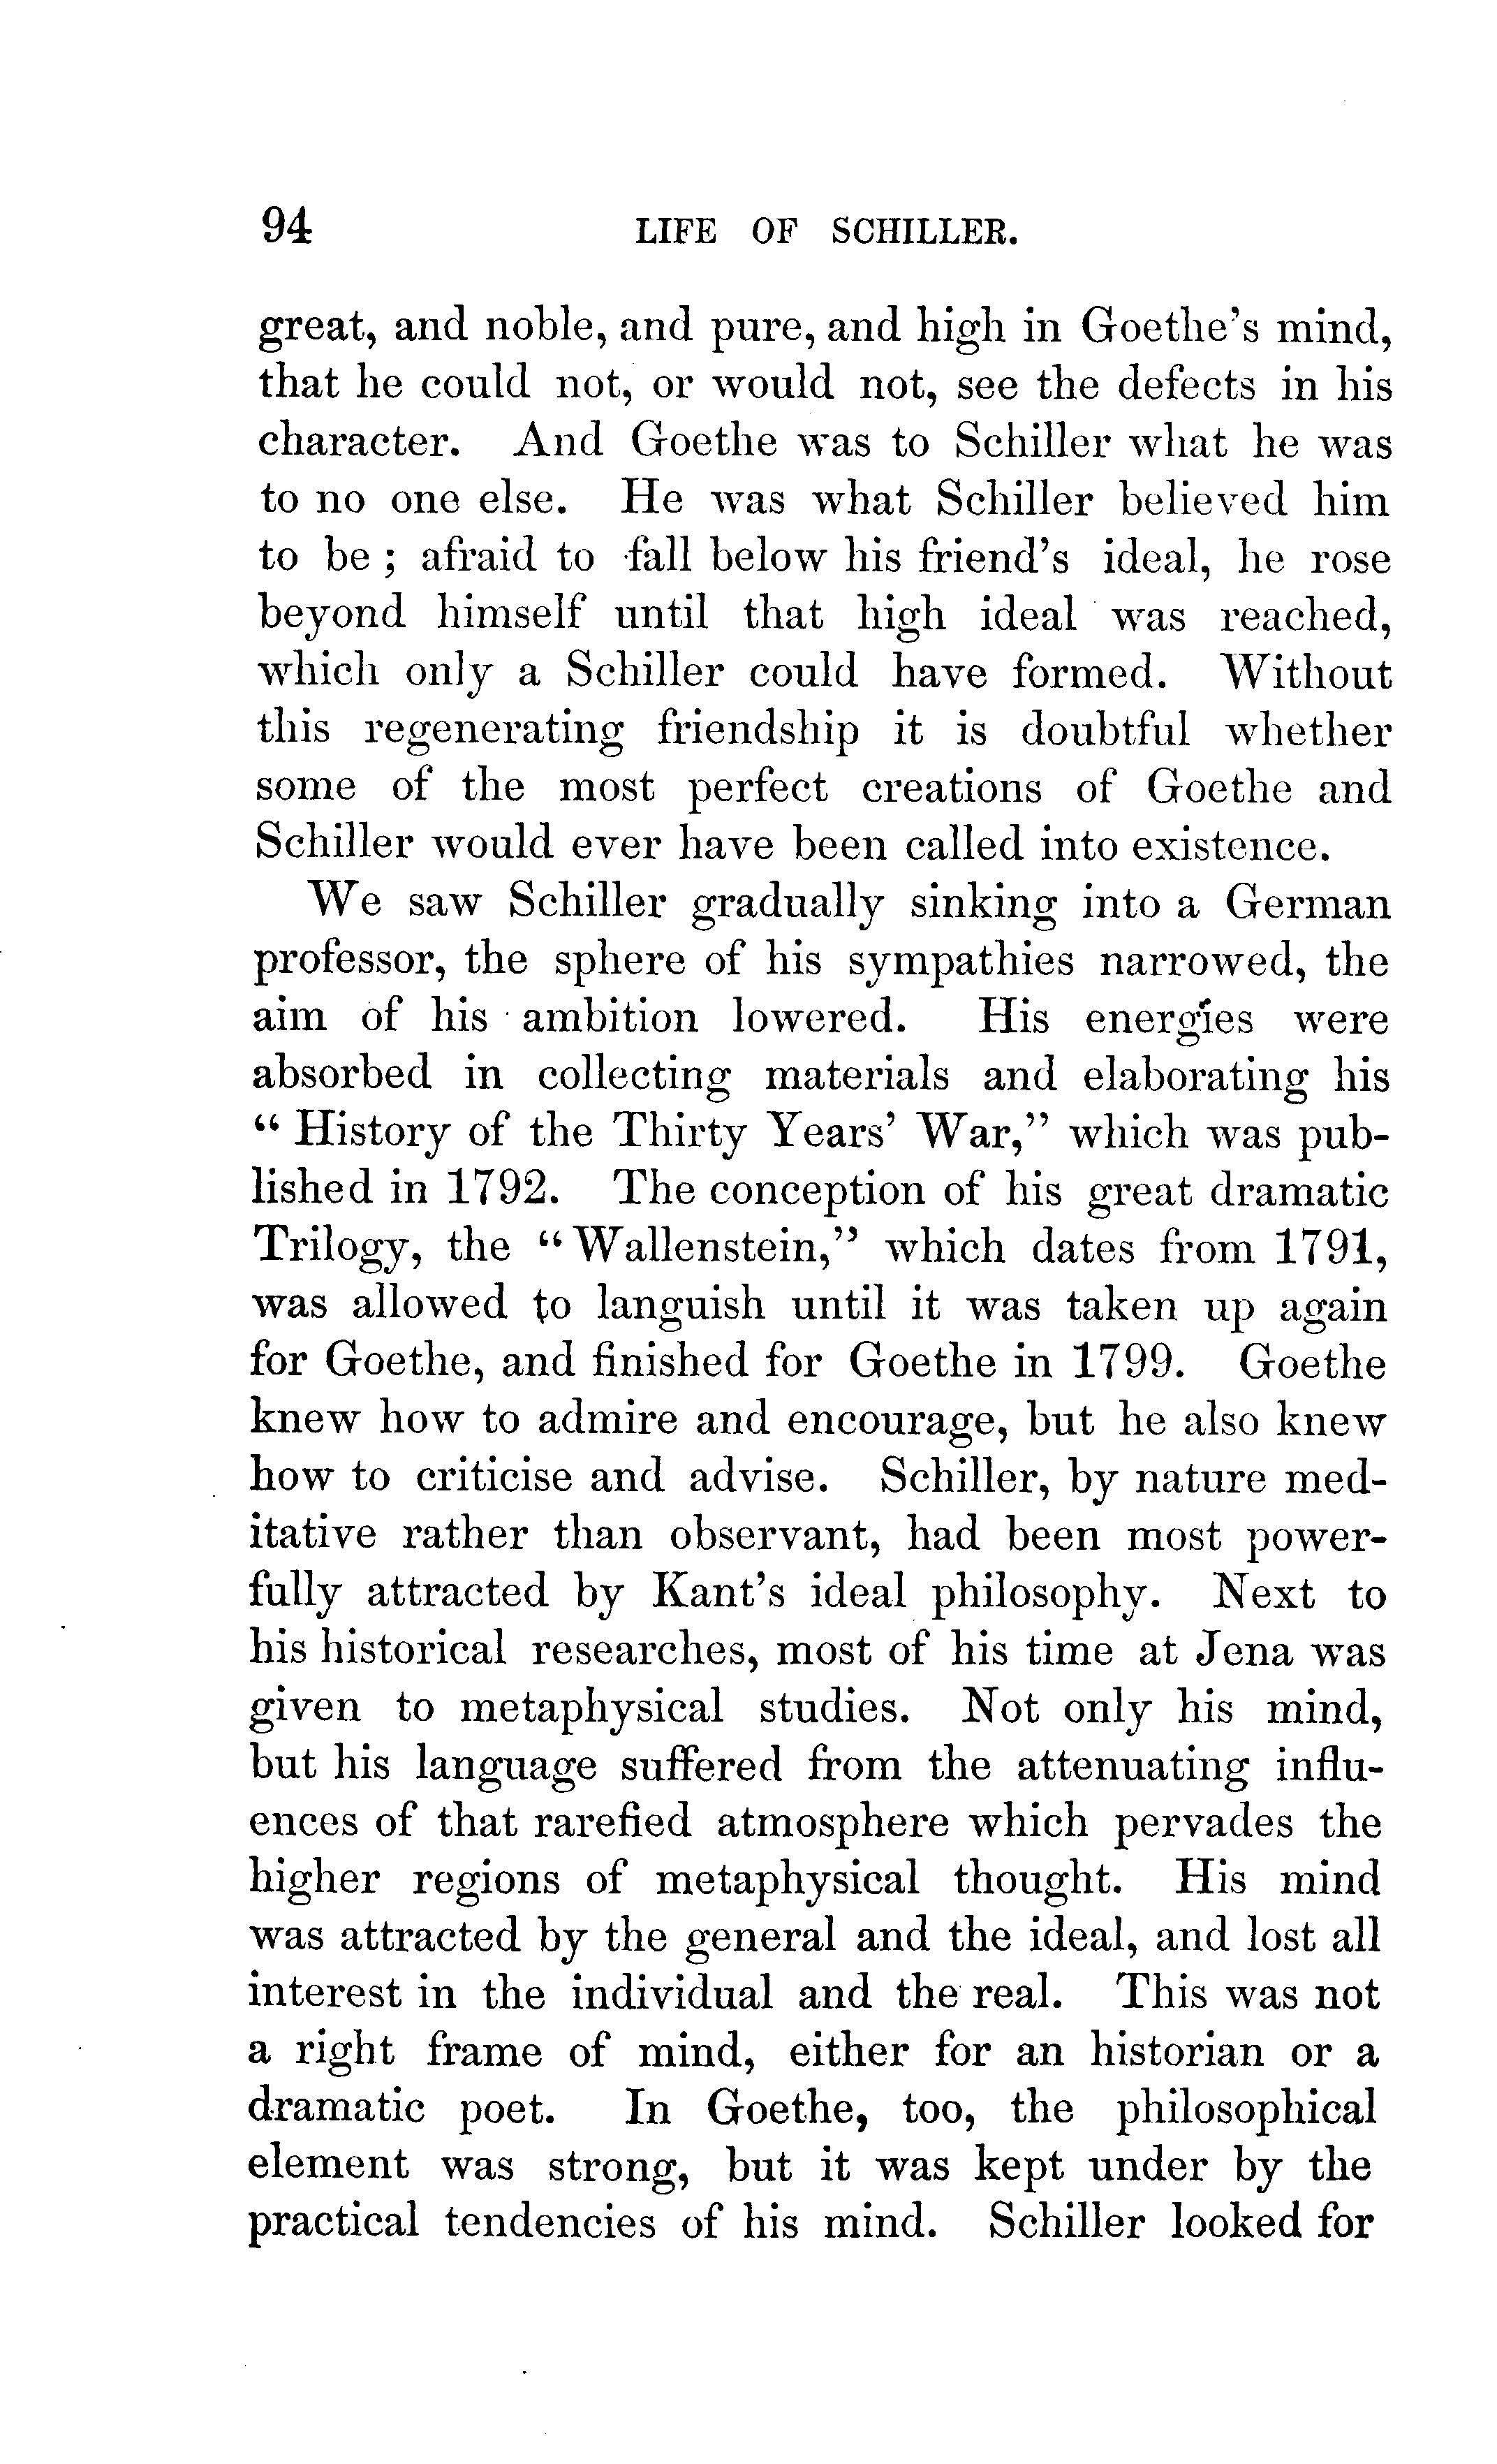 94 LIFE OF SCHILLER.
great, and noble, and pure, and high in Goethe's mind,
that he could not, or would not, see the defects in his
character. And Goethe was to Schiller what he was
to no one else. He was what Schiller believed him
to be ; afraid to fall below his friend's ideal, he rose
beyond himself until that high ideal was reached,
which only a Schiller could have formed. Without
this regenerating friendship it is doubtful whether
some of the most perfect creations of Goethe and
Schiller would ever have been called into existence.
We saw Schiller gradually sinking into a German
professor, the sphere of his sympathies narrowed, the
aim of his ambition lowered. His energies were
absorbed in collecting materials and elaborating his
“ History of the Thirty Years' War,” which was pub-
lished in 1792. The conception of his great dramatic
Trilogy, the “Wallenstein,” which dates from 1791,
was allowed to languish until it was taken up again
for Goethe, and finished for Goethe in 1799. Goethe
knew how to admire and encourage, but he also knew
how to criticise and advise. Schiller, by nature med-
itative rather than observant, had been most power-
fully attracted by Kant's ideal philosophy. Next to
his historical researches, most of his time at Jena was
given to metaphysical studies. Not only his mind,
but his language suffered from the attenuating influ-
ences of that rarefied atmosphere which pervades the
higher regions of metaphysical thought. His mind
was attracted by the general and the ideal, and lost all
interest in the individual and the real. This was not
a right frame of mind, either for an historian or a
dramatic poet. In Goethe, too, the philosophical
element was strong, but it was kept under by the
practical tendencies of his mind. Schiller looked for